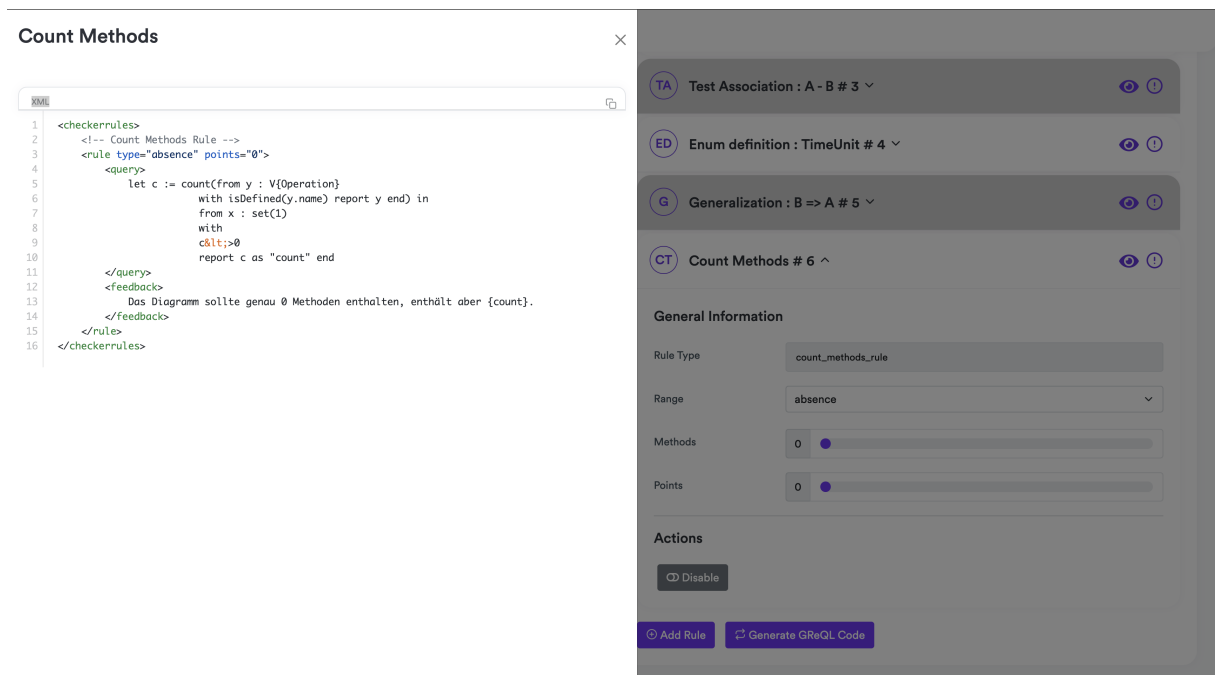 Count Methods
XML
1 <checkerrules>
2 <!-- Count Methods Rule -->
3 <rule type="absence" points="0">
4 <query>
5 let c := count(from y : V{Operation}
6 with isDefined(y.name) report y end) in
7 from x : set(1)
8 with
9 c&lt;>0
10 report c as "count" end
11 </query>
12 <feedback>
13 Das Diagramm sollte genau 0 Methoden enthalten, enthält aber {count}.
14 </feedback>
15 </rule>
16 </checkerrules>
TA Test Association : A - B # 3
ED Enum definition : TimeUnit # 4
G Generalization : B => A # 5
CT Count Methods # 6
General Information
Rule Type count_methods_rule
Range absence
Methods 0
Points 0
Actions
Disable
Add Rule Generate GReQL Code